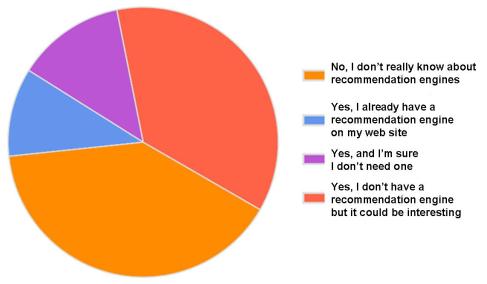 No, I don't really know about
recommendation engines
Yes, I already have a
recommendation engine
on my web site
Yes, and I'm sure
I don't need one
Yes, I don't have a
recommendation engine
but it could be interesting